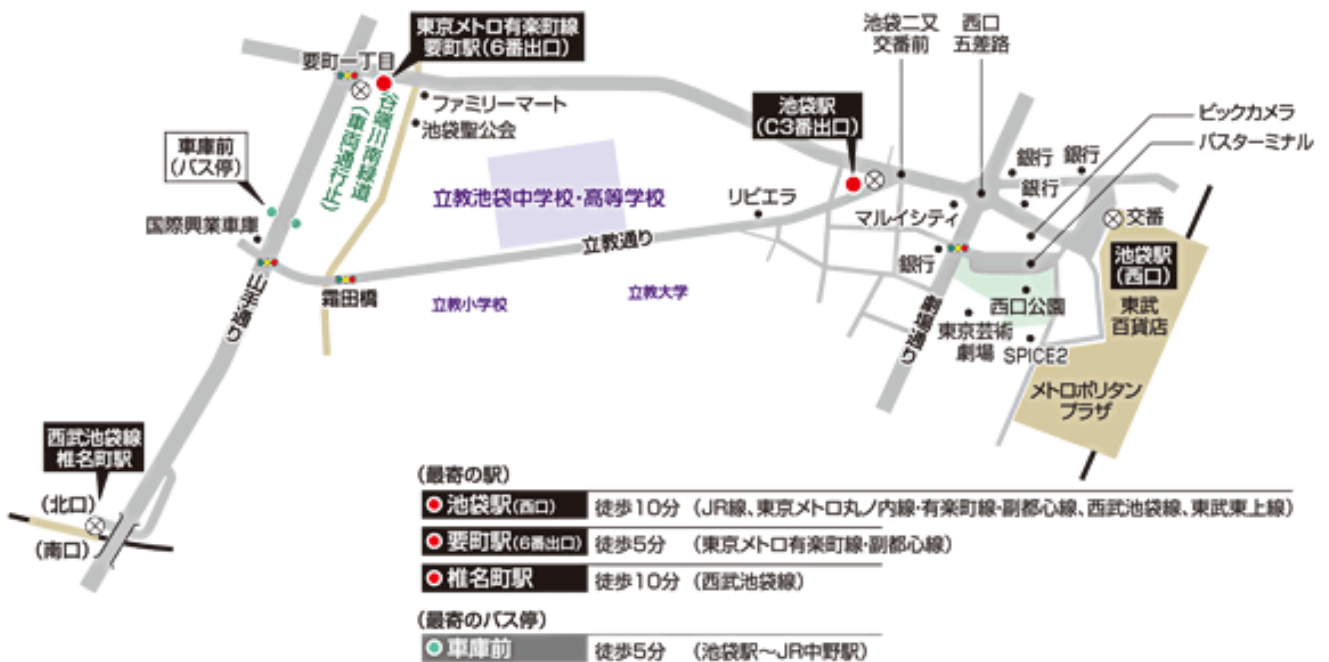 東京メトロ有楽町線
要町駅(6番出口)
池袋二又
交番前
西口
五差路
要町一丁目
池袋駅
(C3番出口)
ファミリーマート
池袋聖公会
谷端川南緑道
ビックカメラ
バスターミナル
銀行
銀行
銀行
車庫前
(バス停)
立教池袋中学校・高等学校
リビエラ
マルイシティ
交番
国際興業車庫
立教通り
銀行
池袋駅
(西口)
霜田橋
立教小学校
立教大学
西口公園
東武
百貨店
山手通り
劇場通り
東京芸術
劇場
SPICE2
メトロポリタン
プラザ
西武池袋線
椎名町駅
(北口)
(南口)
(最寄の駅)
池袋駅(西口) 徒歩10分 (JR線、東京メトロ丸ノ内線・有楽町線・副都心線、西武池袋線、東武東上線)
要町駅(6番出口) 徒歩5分 (東京メトロ有楽町線・副都心線)
椎名町駅 徒歩10分 (西武池袋線)
(最寄のバス停)
車庫前 徒歩5分 (池袋駅〜JR中野駅)